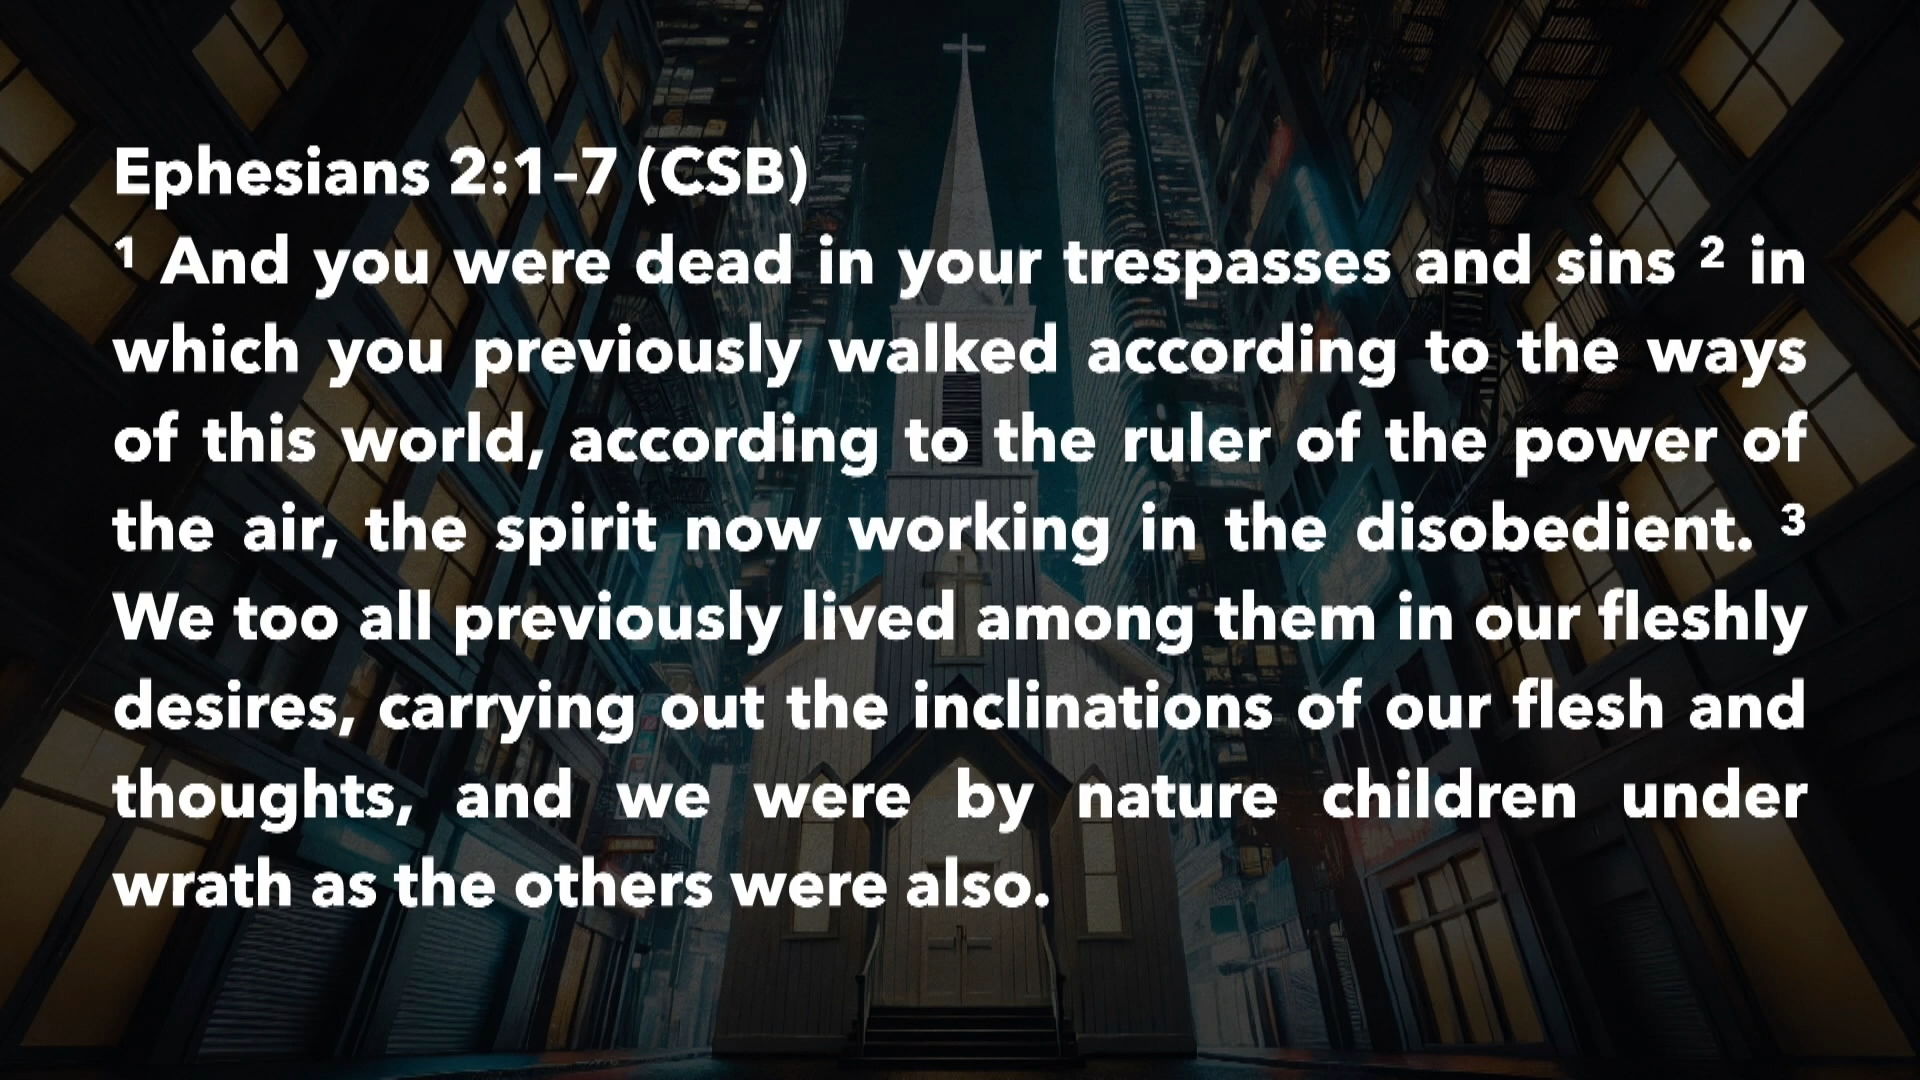 Ephesians 2:1–7 (CSB)
¹ And you were dead in your trespasses and sins ² in
which you previously walked according to the ways
of this world, according to the ruler of the power of
the air, the spirit now working in the disobedient. ³
We too all previously lived among them in our fleshly
desires, carrying out the inclinations of our flesh and
thoughts, and we were by nature children under
wrath as the others were also.